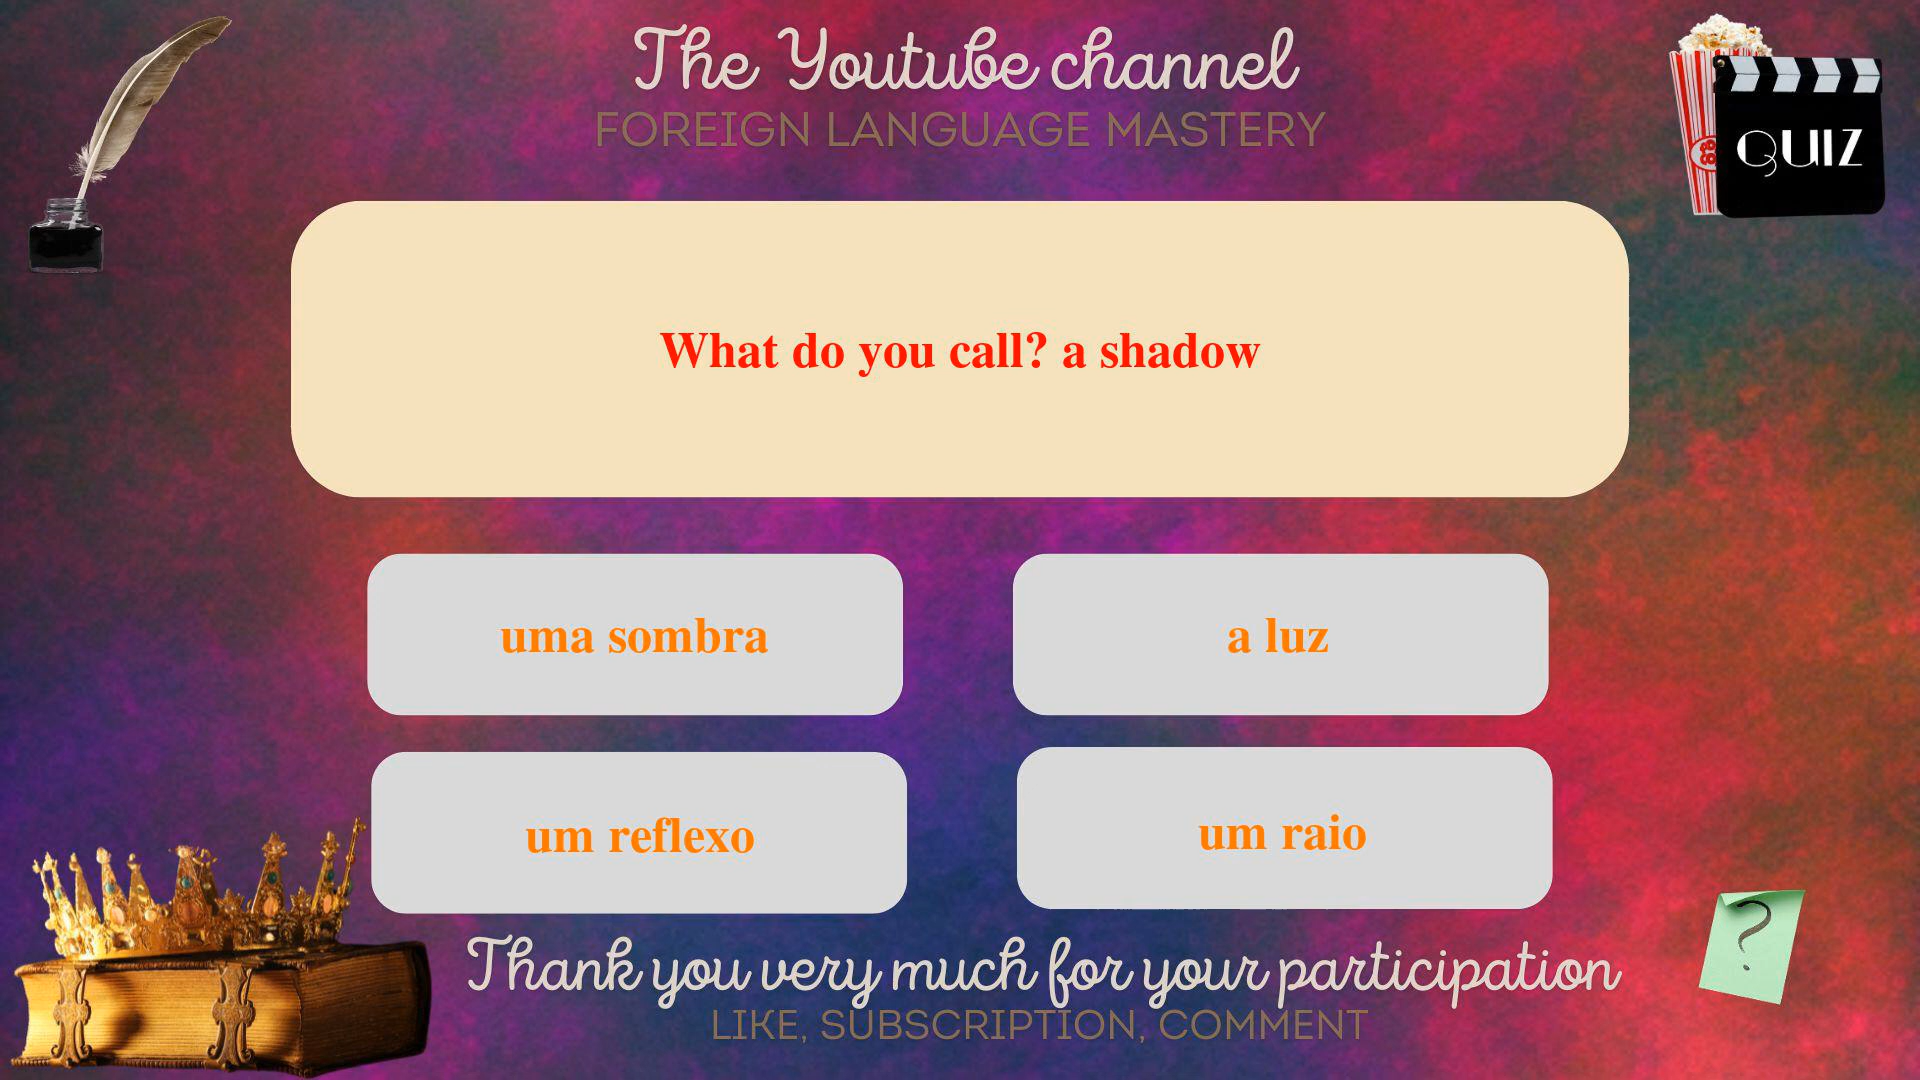 The Youtube channel
FOREIGN LANGUAGE MASTERY
QUIZ
What do you call? a shadow
uma sombra
a luz
um reflexo
um raio
?
Thank you very much for your participation
LIKE, SUBSCRIPTION, COMMENT